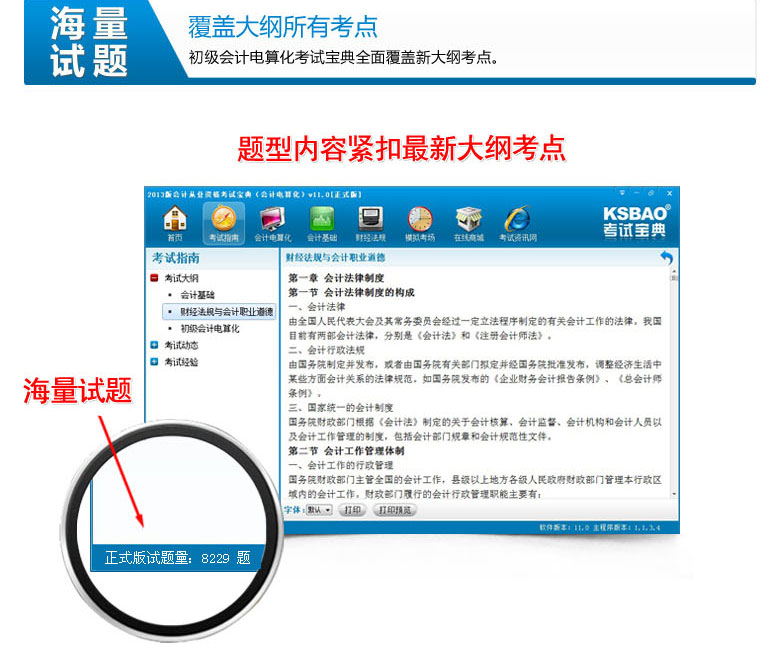 海量
试题
覆盖大纲所有考点
初级会计电算化考试宝典全面覆盖新大纲考点。
题型内容紧扣最新大纲考点
2013版会计从业资格考试宝典（会计电算化）v11.0[正式版]
首页 考试指南 会计电算化 会计基础 财经法规 模拟考场 在线商城 考试资讯网
KSBAO®
考试宝典
考试指南
财经法规与会计职业道德
考试大纲
会计基础
财经法规与会计职业道德
初级会计电算化
考试动态
考试经验
第一章 会计法律制度
第一节 会计法律制度的构成
一、会计法律
由全国人民代表大会及其常务委员会经过一定立法程序制定的有关会计工作的法律。我国
目前有两部会计法律，分别是《会计法》和《注册会计师法》。
二、会计行政法规
由国务院制定并发布，或者由国务院有关部门拟定并经国务院批准发布，调整经济生活中
某些方面会计关系的法律规范。如国务院发布的《企业财务会计报告条例》、《总会计师
条例》。
三、国家统一的会计制度
国务院财政部门根据《会计法》制定的关于会计核算、会计监督、会计机构和会计人员以
及会计工作管理的制度，包括会计部门规章和会计规范性文件。
第二节 会计工作管理体制
一、会计工作的行政管理
国务院财政部门主管全国的会计工作，县级以上地方各级人民政府财政部门管理本行政区
域内的会计工作。财政部门履行的会计行政管理职能主要有：
字体：默认 打印 打印预览
软件版本：11.0 主程序版本：1.1.3.4
海量试题
正式版试题量：8229 题